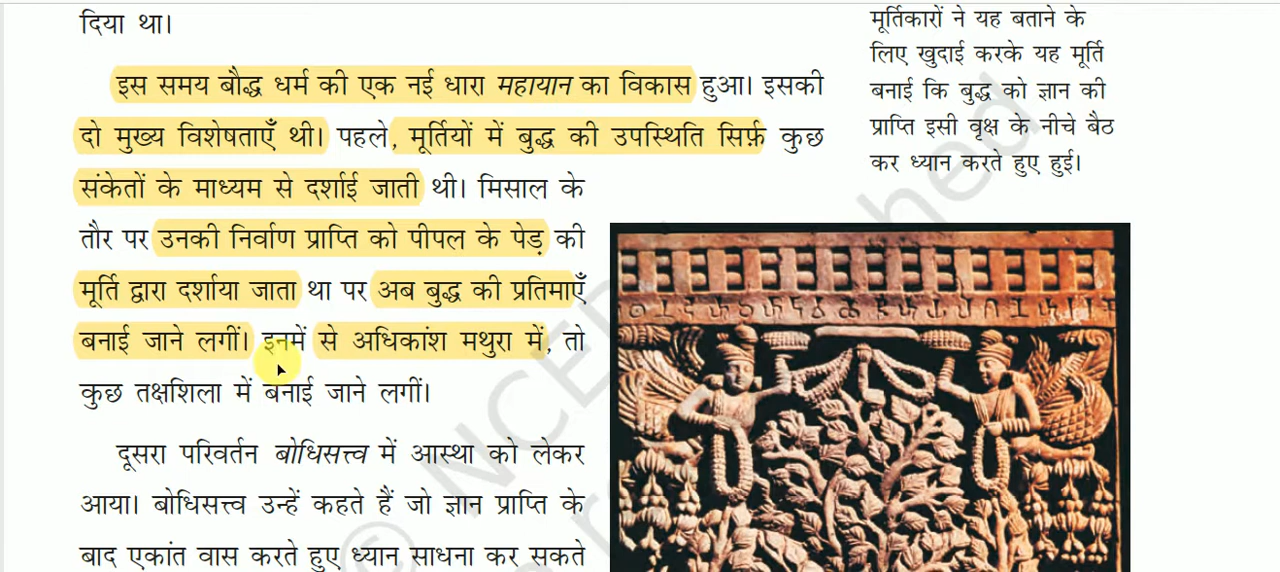 दिया था।
इस समय बौद्ध धर्म की एक नई धारा महायान का विकास हुआ। इसकी
दो मुख्य विशेषताएँ थी। पहले, मूर्तियों में बुद्ध की उपस्थिति सिर्फ़ कुछ
संकेतों के माध्यम से दर्शाई जाती थी। मिसाल के
तौर पर उनकी निर्वाण प्राप्ति को पीपल के पेड़ की
मूर्ति द्वारा दर्शाया जाता था पर अब बुद्ध की प्रतिमाएँ
बनाई जाने लगीं। इनमें से अधिकांश मथुरा में, तो
कुछ तक्षशिला में बनाई जाने लगीं।
दूसरा परिवर्तन बोधिसत्त्व में आस्था को लेकर
आया। बोधिसत्त्व उन्हें कहते हैं जो ज्ञान प्राप्ति के
बाद एकांत वास करते हुए ध्यान साधना कर सकते
मूर्तिकारों ने यह बताने के
लिए खुदाई करके यह मूर्ति
बनाई कि बुद्ध को ज्ञान की
प्राप्ति इसी वृक्ष के नीचे बैठ
कर ध्यान करते हुए हुई।
© NCERT